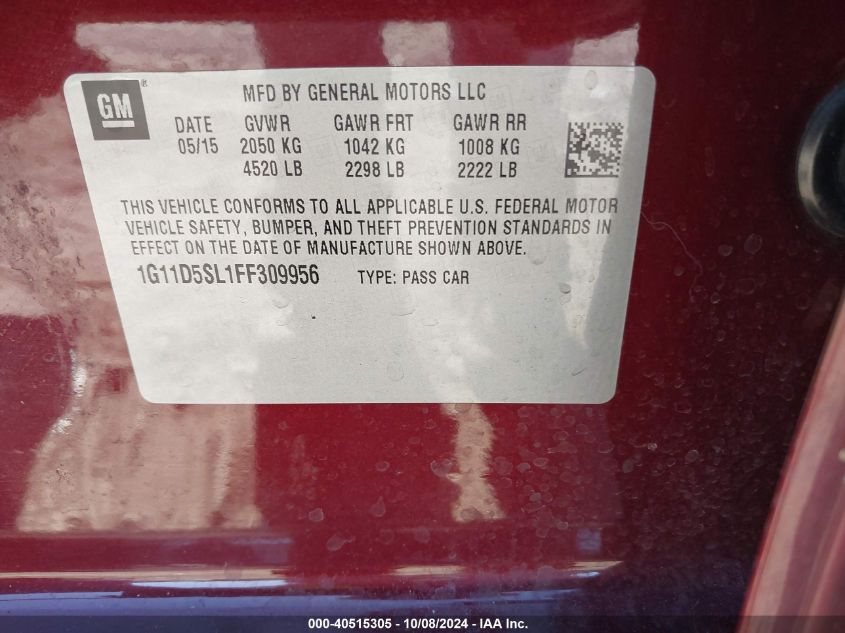 GM ®
MFD BY GENERAL MOTORS LLC
DATE GVWR GAWR FRT GAWR RR
05/15 2050 KG 1042 KG 1008 KG
4520 LB 2298 LB 2222 LB
THIS VEHICLE CONFORMS TO ALL APPLICABLE U.S. FEDERAL MOTOR
VEHICLE SAFETY, BUMPER, AND THEFT PREVENTION STANDARDS IN
EFFECT ON THE DATE OF MANUFACTURE SHOWN ABOVE.
1G11D5SL1FF309956 TYPE: PASS CAR
000-40515305 - 10/08/2024 - IAA Inc.